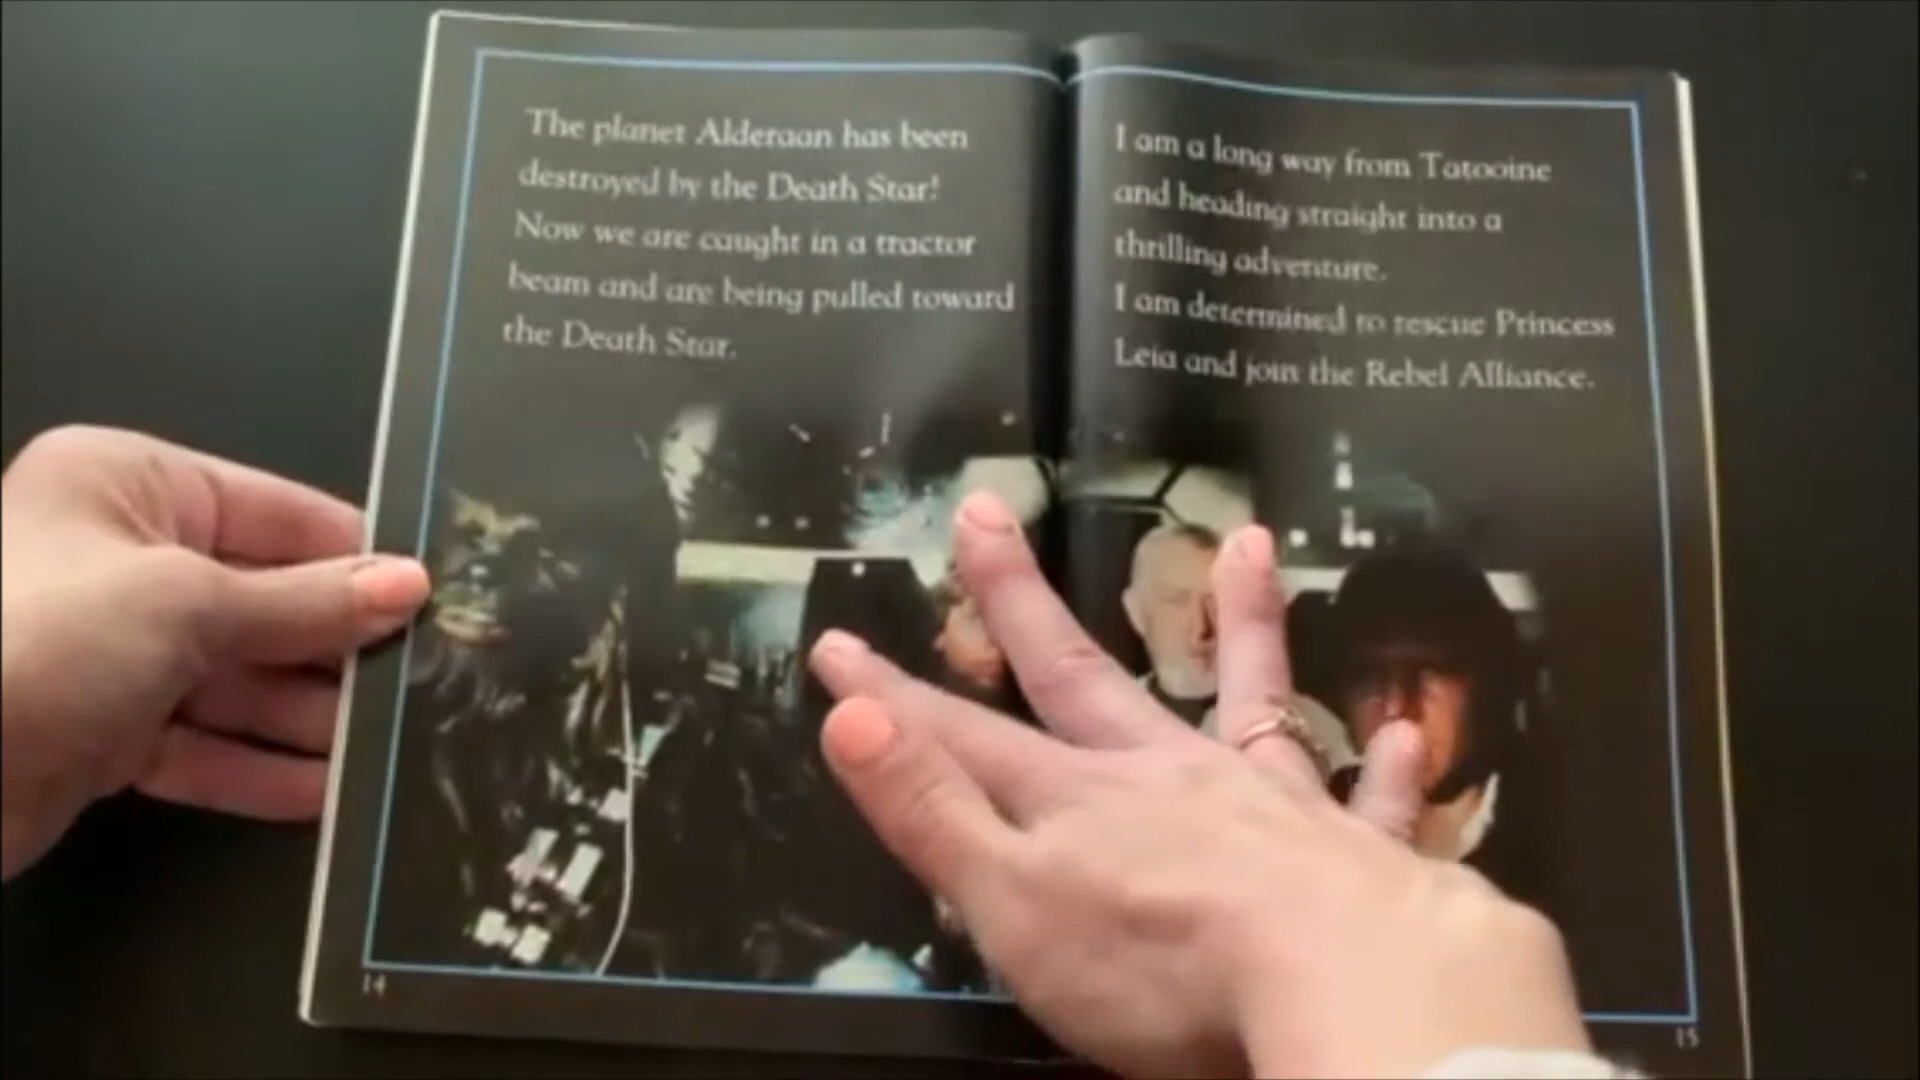 The planet Alderaan has been
destroyed by the Death Star!
Now we are caught in a tractor
beam and are being pulled toward
the Death Star.
14
I am a long way from Tatooine
and heading straight into a
thrilling adventure.
I am determined to rescue Princess
Leia and join the Rebel Alliance.
15